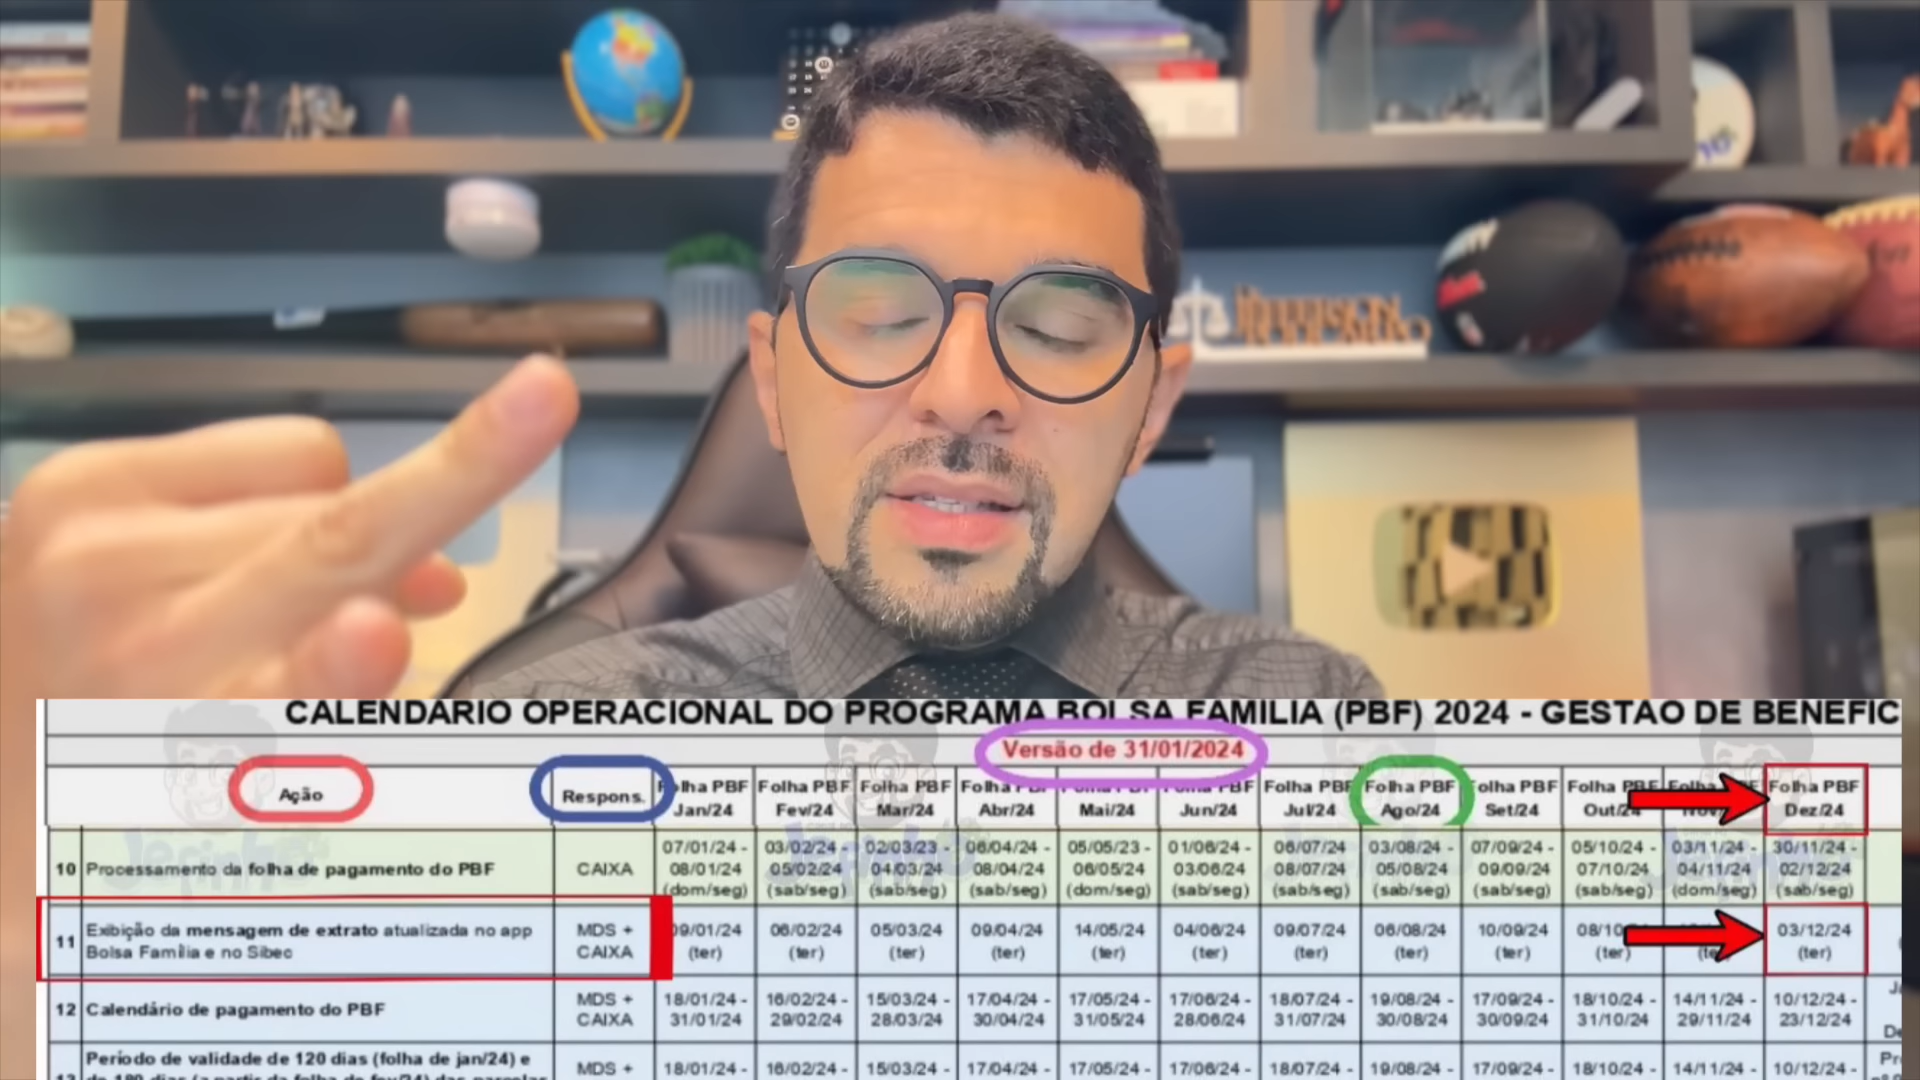 CALENDÁRIO OPERACIONAL DO PROGRAMA BOLSA FAMÍLIA (PBF) 2024 - GESTÃO DE BENEFIC
Versão de 31/01/2024
Ação Respons. Folha PBF Jan/24 Folha PBF Fev/24 Folha PBF Mar/24 Folha PBF Abr/24 Mai/24 Jun/24 Folha PBF Jul/24 Folha PBF Ago/24 Folha PBF Set/24 Folha PBF Out/24 Folha PBF Dez/24
10 Processamento da folha de pagamento do PBF CAIXA 07/01/24 - 08/01/24 (dom/seg) 03/02/24 - 05/02/24 (sab/seg) 02/03/23 - 04/03/24 (sab/seg) 06/04/24 - 08/04/24 (sab/seg) 05/05/23 - 06/05/24 (dom/seg) 01/06/24 - 03/06/24 (sab/seg) 06/07/24 08/07/24 (sab/seg) 03/08/24 - 05/08/24 (sab/seg) 07/09/24 - 09/09/24 (sab/seg) 05/10/24 - 07/10/24 (sab/seg) 03/11/24 - 04/11/24 (dom/seg) 30/11/24 - 02/12/24 (sab/seg)
11 Exibição da mensagem de extrato atualizada no app Bolsa Família e no Sibec MDS + CAIXA 09/01/24 (ter) 06/02/24 (ter) 05/03/24 (ter) 09/04/24 (ter) 14/05/24 (ter) 04/06/24 (ter) 09/07/24 (ter) 06/08/24 (ter) 10/09/24 (ter) 08/10 (ter) 03/12/24 (ter)
12 Calendário de pagamento do PBF MDS + CAIXA 18/01/24 - 31/01/24 16/02/24 - 29/02/24 15/03/24 - 28/03/24 17/04/24 - 30/04/24 17/05/24 - 31/05/24 17/06/24 - 28/06/24 18/07/24 - 31/07/24 19/08/24 - 30/08/24 17/09/24 - 30/09/24 18/10/24 - 31/10/24 14/11/24 - 29/11/24 10/12/24 - 23/12/24
Período de validade de 120 dias (folha de jan/24) e MDS + 18/01/24 - 16/02/24 - 15/03/24 - 17/04/24 - 17/05/24 - 17/06/24 - 18/07/24 - 19/08/24 - 17/09/24 - 18/10/24 - 14/11/24 - 10/12/24 -